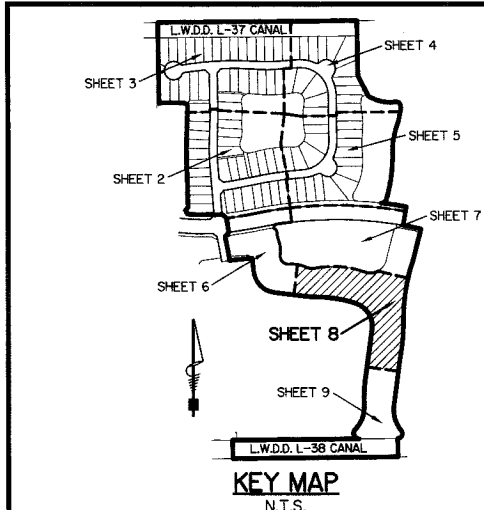 L.W.D.D. L-37 CANAL
SHEET 4
SHEET 3
SHEET 5
SHEET 2
SHEET 7
SHEET 6
SHEET 8
SHEET 9
L.W.D.D. L-38 CANAL
KEY MAP
N.T.S.